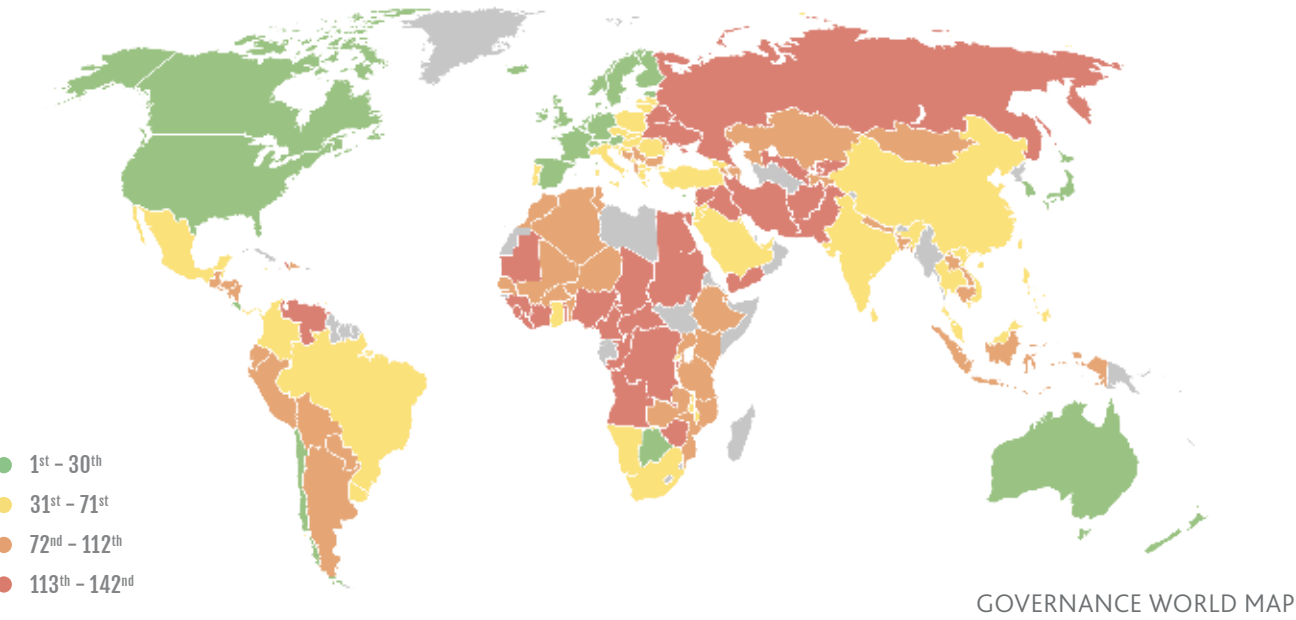 1st – 30th
31st – 71st
72nd – 112th
113th – 142nd
GOVERNANCE WORLD MAP